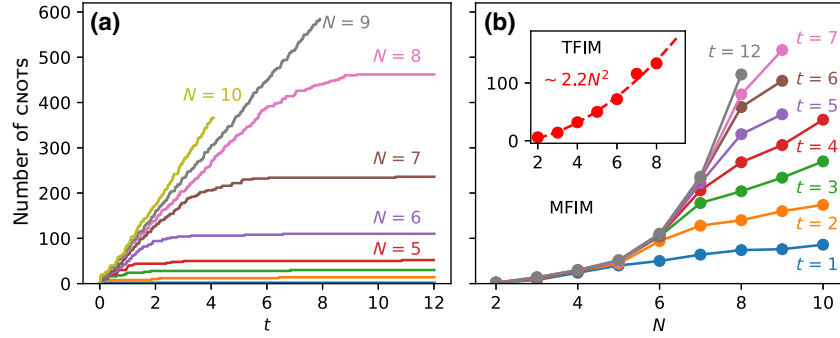 (a)
Number of CNOTS
600
500
400
300
200
100
0
0 2 4 6 8 10 12
t
N = 10
N = 9
N = 8
N = 7
N = 6
N = 5
(b)
TFIM
~ 2.2N²
100
0
2 4 6 8
MFIM
t = 12
t = 7
t = 6
t = 5
t = 4
t = 3
t = 2
t = 1
2 4 6 8 10
N